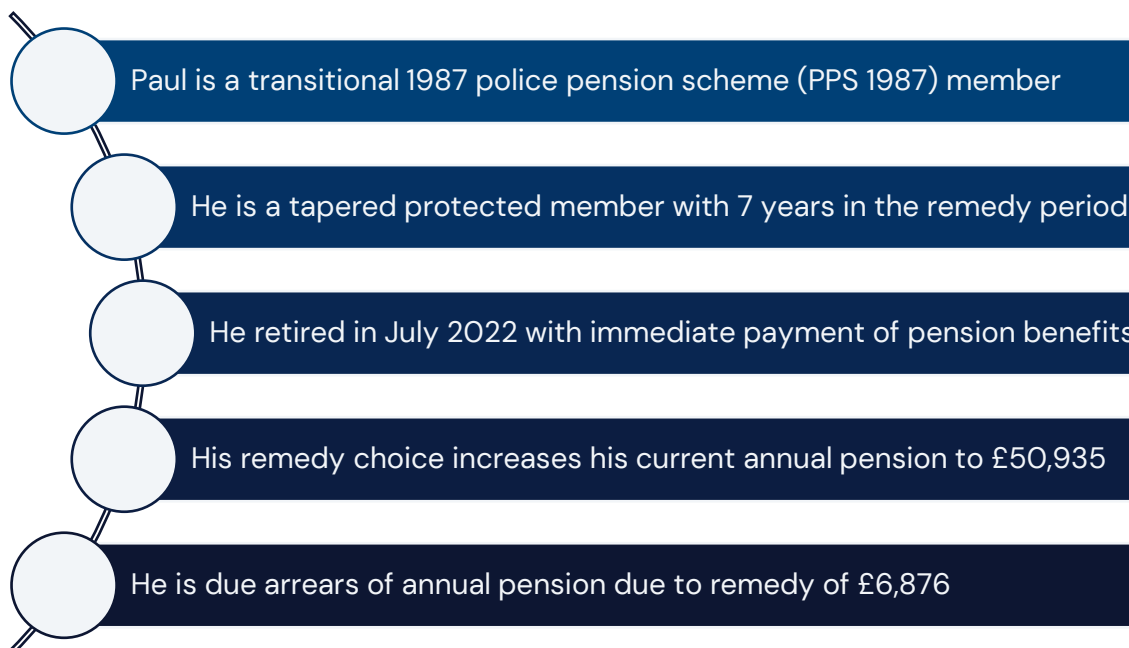 Paul is a transitional 1987 police pension scheme (PPS 1987) member
He is a tapered protected member with 7 years in the remedy period
He retired in July 2022 with immediate payment of pension benefits
His remedy choice increases his current annual pension to £50,935
He is due arrears of annual pension due to remedy of £6,876